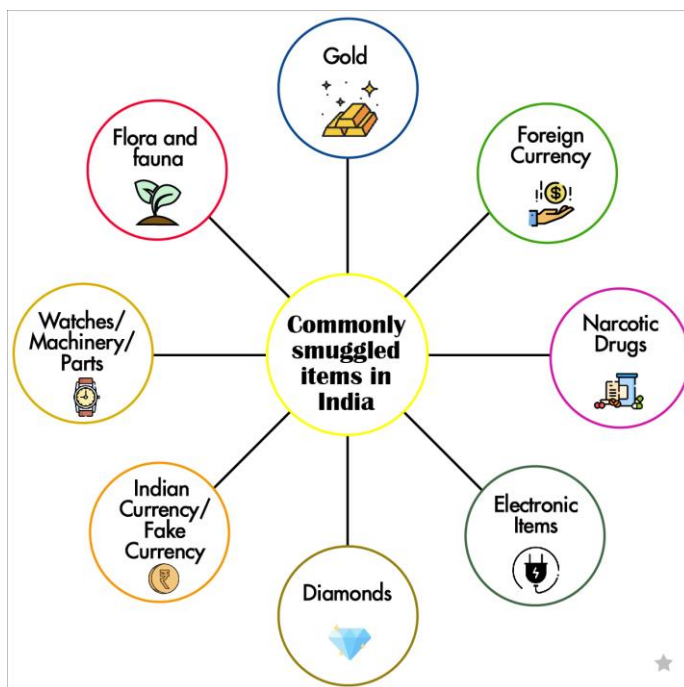 Commonly
smuggled
items in
India
Gold
Foreign
Currency
Narcotic
Drugs
Electronic
Items
Diamonds
Indian
Currency/
Fake
Currency
Watches/
Machinery/
Parts
Flora and
fauna